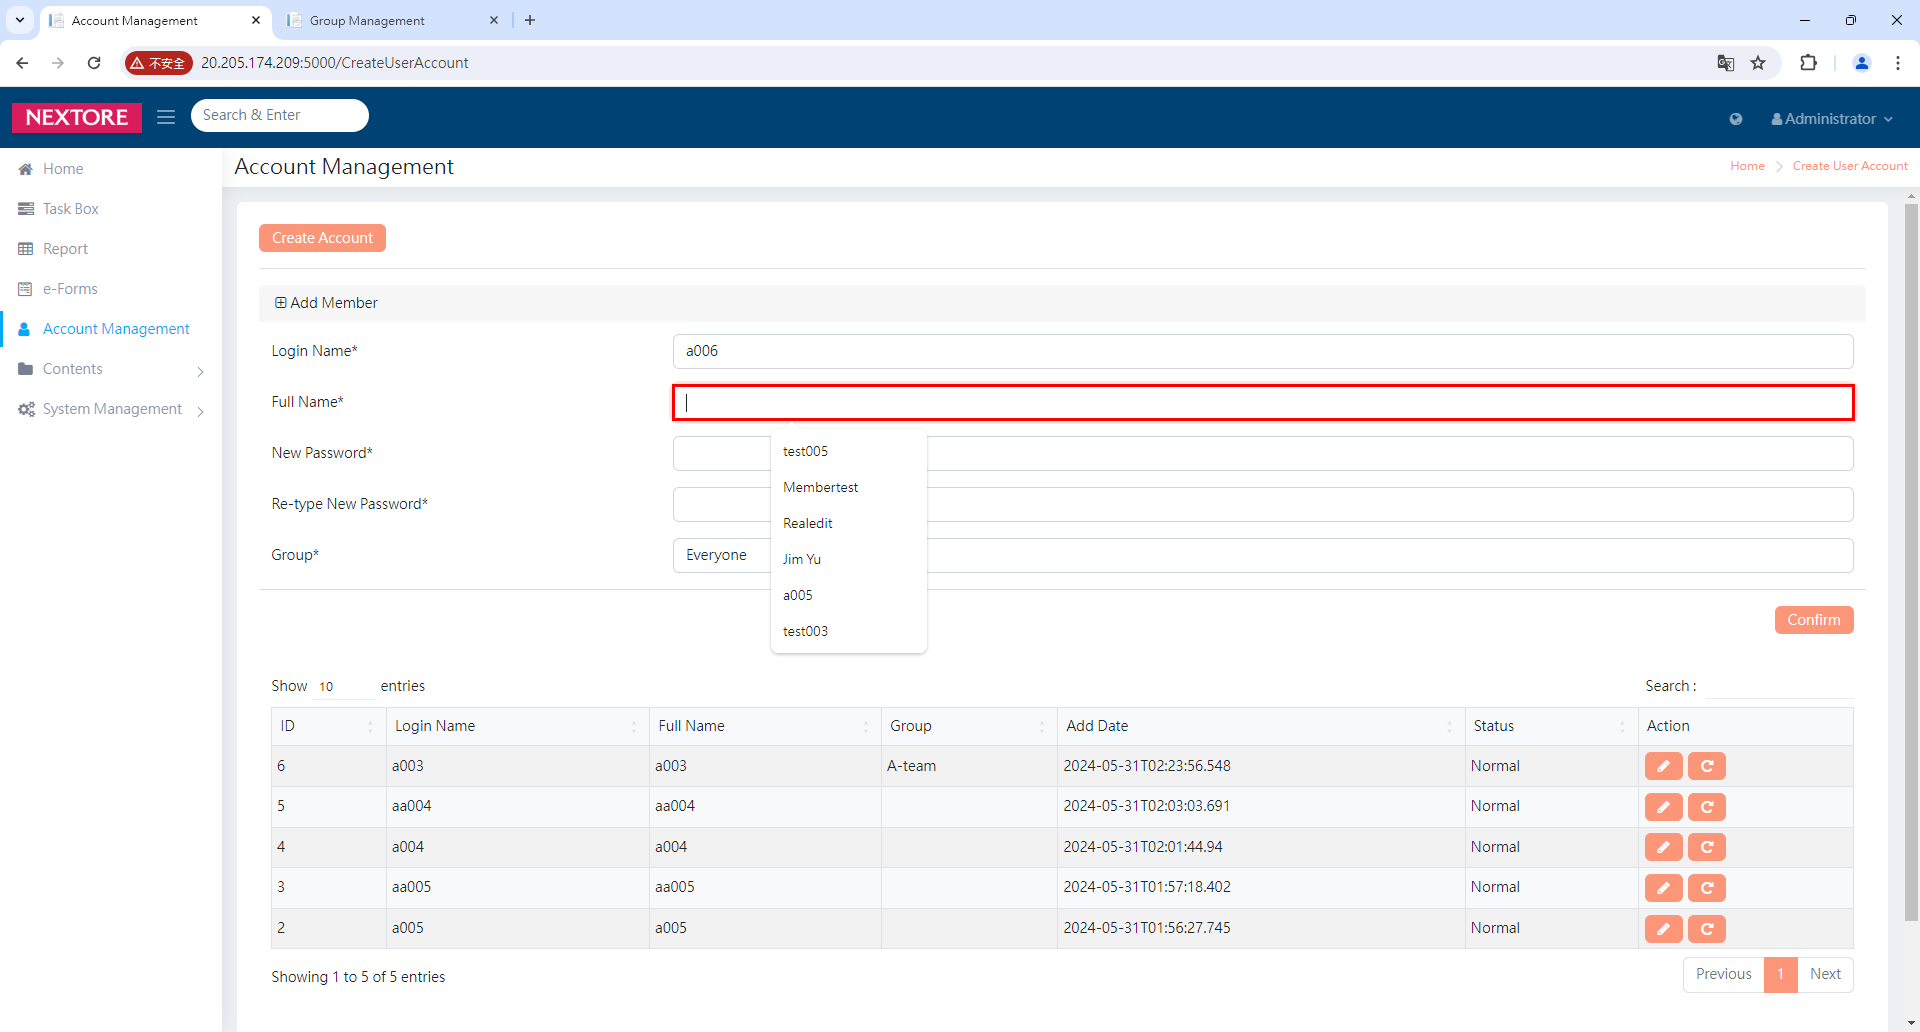 Account Management
Group Management
不安全
20.205.174.209:5000/CreateUserAccount
NEXTORE
Search & Enter
Administrator
Home
Task Box
Report
e-Forms
Account Management
Contents
System Management
Account Management
Home
Create User Account
Create Account
Add Member
Login Name*
a006
Full Name*
New Password*
Re-type New Password*
Group*
Everyone
test005
Membertest
Realedit
Jim Yu
a005
test003
Confirm
Show 10 entries
Search :
ID Login Name Full Name Group Add Date Status Action
6 a003 a003 A-team 2024-05-31T02:23:56.548 Normal
5 aa004 aa004 2024-05-31T02:03:03.691 Normal
4 a004 a004 2024-05-31T02:01:44.94 Normal
3 aa005 aa005 2024-05-31T01:57:18.402 Normal
2 a005 a005 2024-05-31T01:56:27.745 Normal
Showing 1 to 5 of 5 entries
Previous 1 Next